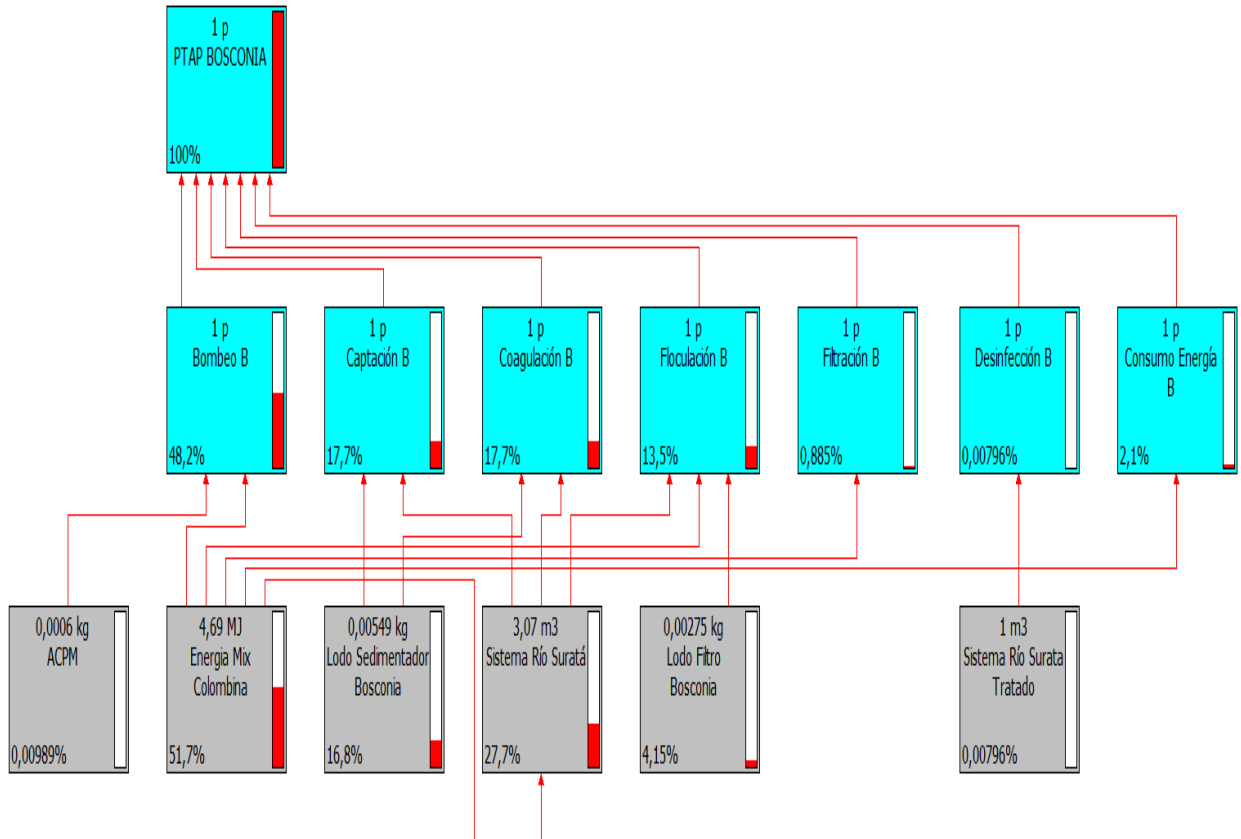 1 p
PTAP BOSCONIA
100%
1 p
Bombeo B
48,2%
1 p
Captación B
17,7%
1 p
Coagulación B
17,7%
1 p
Floculación B
13,5%
1 p
Filtración B
0,885%
1 p
Desinfección B
0,00796%
1 p
Consumo Energía
B
2,1%
0,0006 kg
ACPM
0,00989%
4,69 MJ
Energia Mix
Colombina
51,7%
0,00549 kg
Lodo Sedimentador
Bosconia
16,8%
3,07 m3
Sistema Río Suratá
27,7%
0,00275 kg
Lodo Filtro
Bosconia
4,15%
1 m3
Sistema Río Surata
Tratado
0,00796%